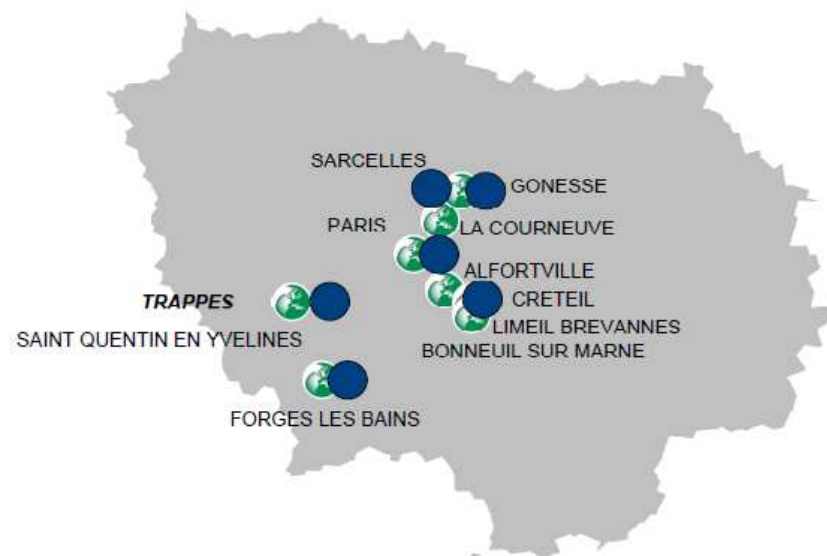 SARCELLES
GONESSE
PARIS
LA COURNEUVE
ALFORTVILLE
TRAPPES
CRETEIL
LIMEIL BREVANNES
SAINT QUENTIN EN YVELINES
BONNEUIL SUR MARNE
FORGES LES BAINS